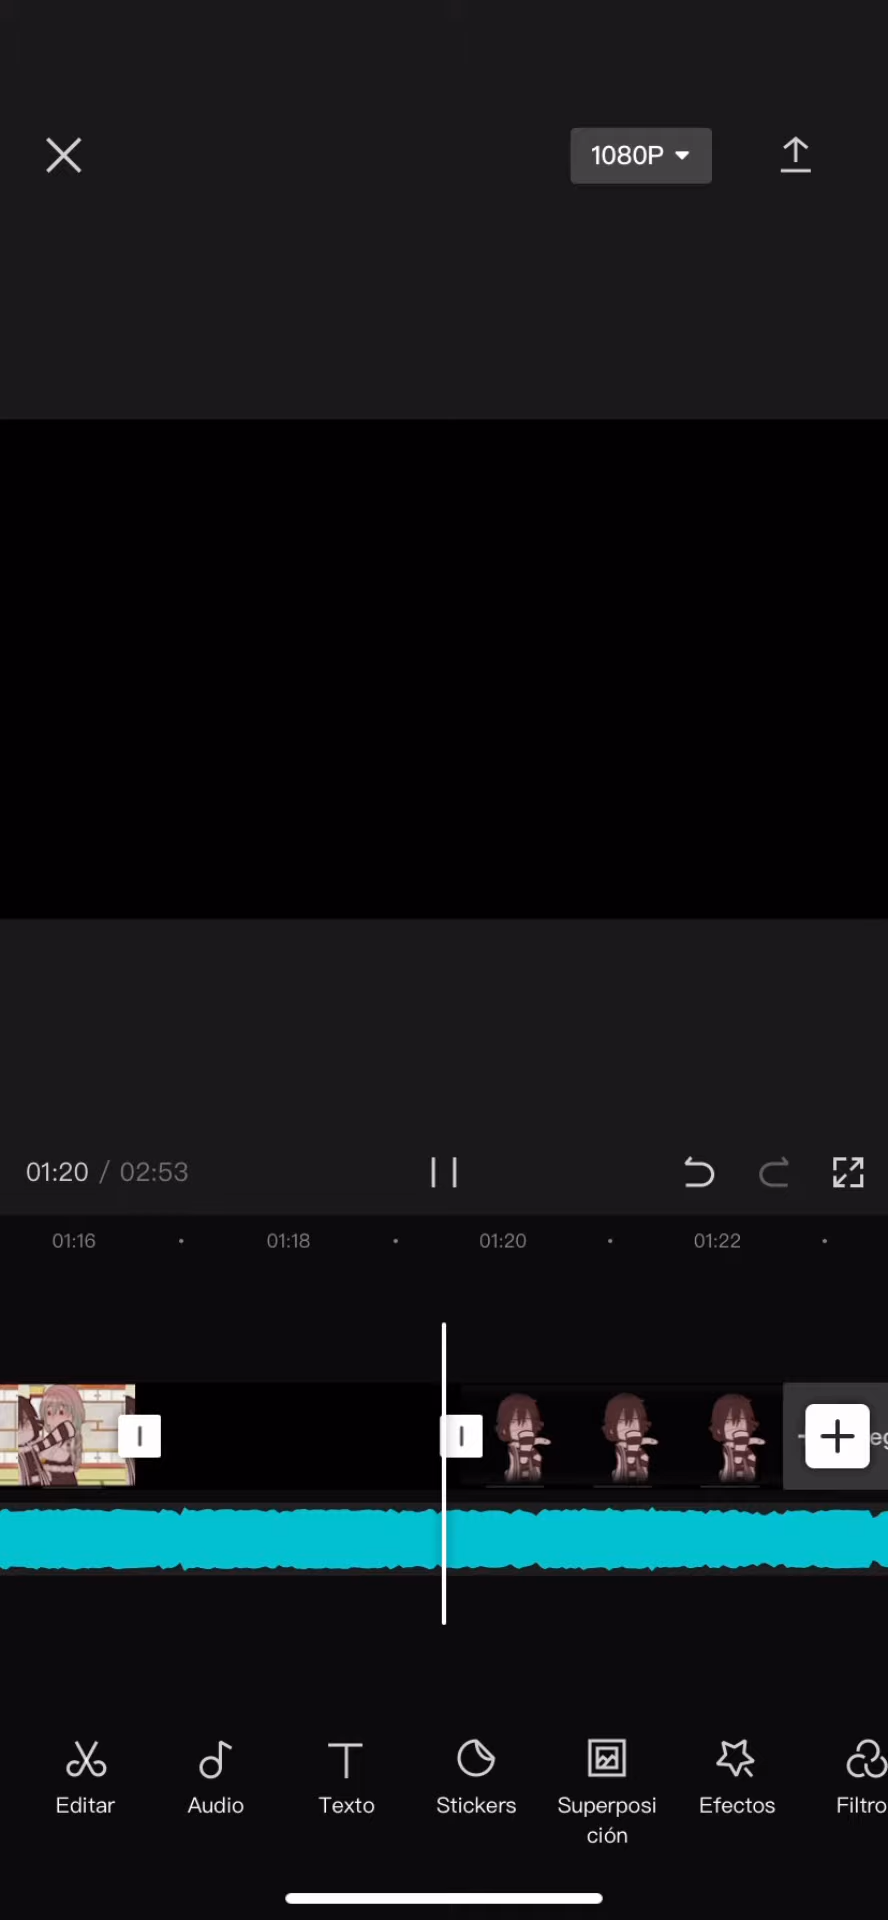 1080P
01:20 / 02:53
01:16
01:18
01:20
01:22
Editar
Audio
Texto
Stickers
Superposi
ción
Efectos
Filtro